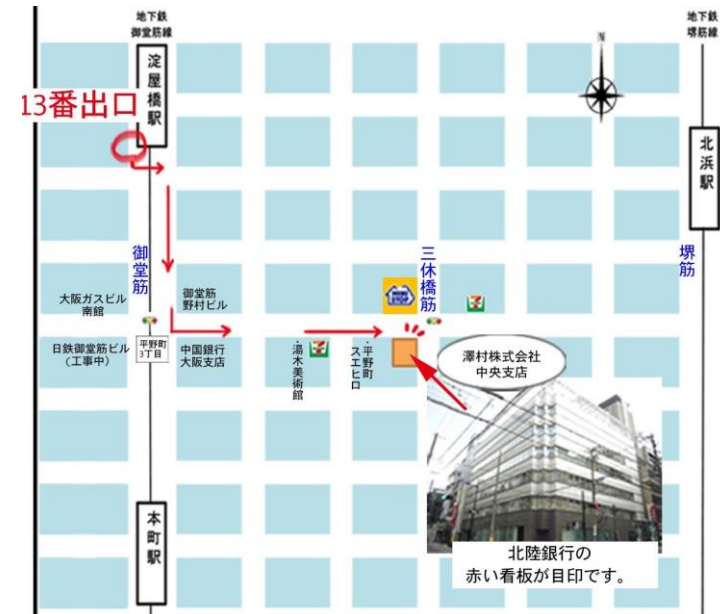 地下鉄
御堂筋線
地下鉄
堺筋線
N
淀屋橋駅
13番出口
北浜駅
御堂筋
三休橋筋
堺筋
大阪ガスビル
南館
御堂筋
野村ビル
MINI
STOP
日鉄御堂筋ビル
(工事中)
平野町
3丁目
中国銀行
大阪支店
・湯木美術館
・平野町
スエヒロ
澤村株式会社
中央支店
本町駅
北陸銀行の
赤い看板が目印です。